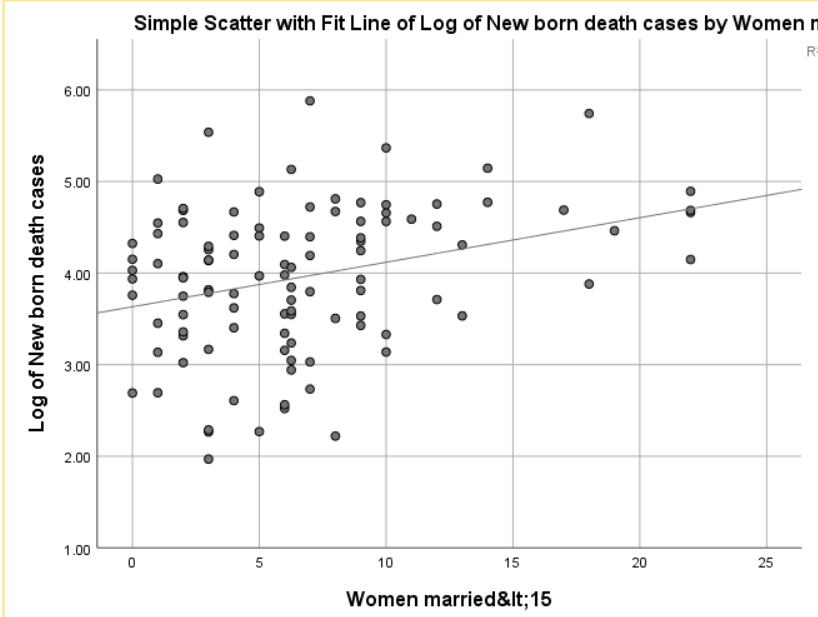 Simple Scatter with Fit Line of Log of New born death cases by Women
6.00
5.00
4.00
3.00
2.00
1.00
Log of New born death cases
0 5 10 15 20 25
Women married&lt;15